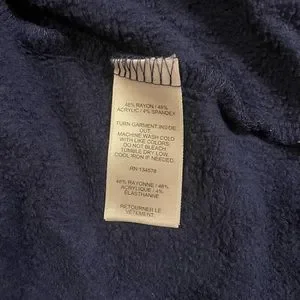 48% RAYON / 48%
ACRYLIC / 4% SPANDEX
TURN GARMENT INSIDE
OUT.
MACHINE WASH COLD
WITH LIKE COLORS.
DO NOT BLEACH.
TUMBLE DRY LOW.
COOL IRON IF NEEDED.
RN 134578
48% RAYONNE / 48%
ACRYLIQUE / 4%
ELASTHANNE
RETOURNER LE
VÊTEMENT.